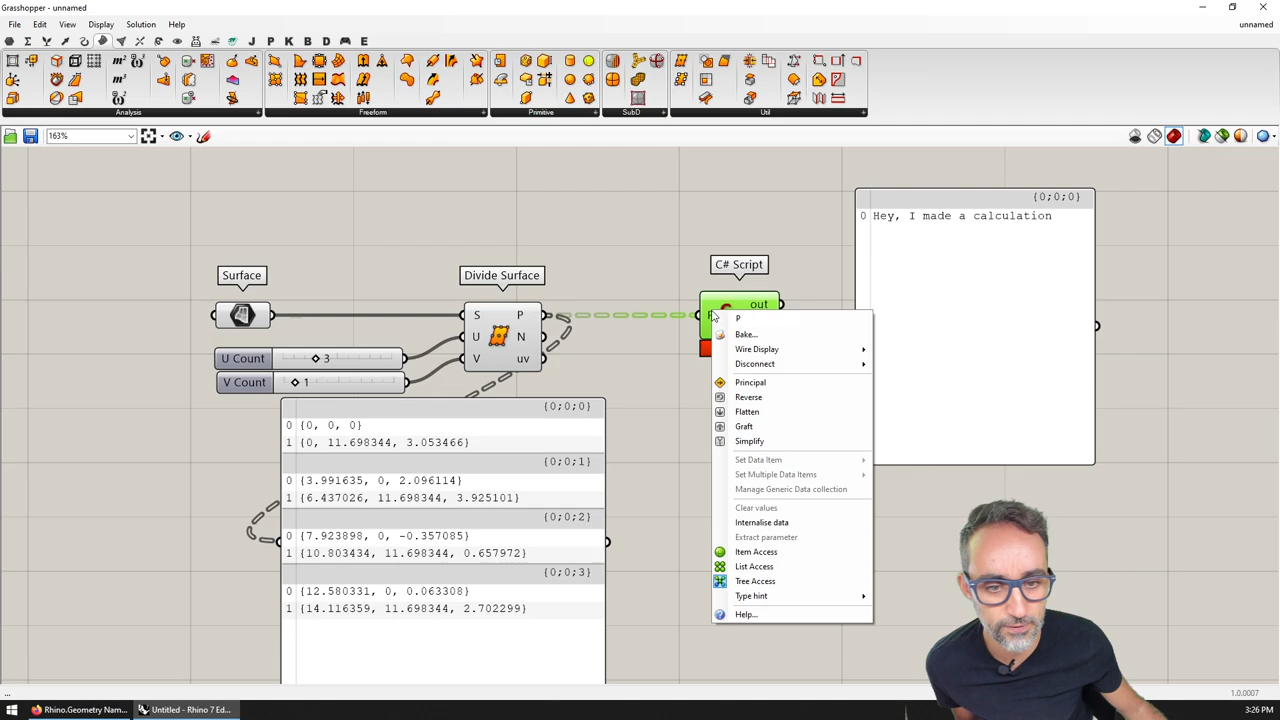 Grasshopper - unnamed
File Edit View Display Solution Help
unnamed
J P K B D E
Analysis
Freeform
Primitive
SubD
Util
163%
{0;0;0}
0 Hey, I made a calculation
Surface
Divide Surface
C# Script
out
P
S P
U N
V uv
U Count 3
V Count 1
{0;0;0}
0 {0, 0, 0}
1 {0, 11.698344, 3.053466}
{0;0;1}
0 {3.991635, 0, 2.096114}
1 {6.437026, 11.698344, 3.925101}
{0;0;2}
0 {7.923898, 0, -0.357085}
1 {10.803434, 11.698344, 0.657972}
{0;0;3}
0 {12.580331, 0, 0.063308}
1 {14.116359, 11.698344, 2.702299}
P
Bake...
Wire Display
Disconnect
Principal
Reverse
Flatten
Graft
Simplify
Set Data Item
Set Multiple Data Items
Manage Generic Data collection
Clear values
Internalise data
Extract parameter
Item Access
List Access
Tree Access
Type hint
Help...
...
1.0.0007
Rhino.Geometry Nam...
Untitled - Rhino 7 Ed...
3:26 PM